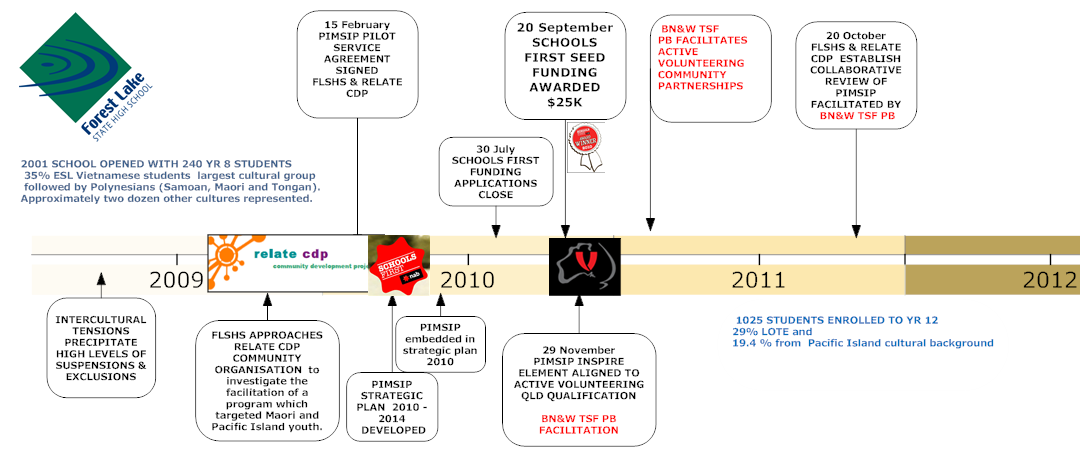 Forest Lake
STATE HIGH SCHOOL
2001 SCHOOL OPENED WITH 240 YR 8 STUDENTS
35% ESL Vietnamese students largest cultural group
followed by Polynesians (Samoan, Maori and Tongan).
Approximately two dozen other cultures represented.
15 February
PIMSIP PILOT
SERVICE
AGREEMENT
SIGNED
FLSHS & RELATE
CDP
30 July
SCHOOLS FIRST
FUNDING
APPLICATIONS
CLOSE
20 September
SCHOOLS
FIRST SEED
FUNDING
AWARDED
$25K
WINNER
BN&W TSF
PB FACILITATES
ACTIVE
VOLUNTEERING
COMMUNITY
PARTNERSHIPS
20 October
FLSHS & RELATE
CDP ESTABLISH
COLLABORATIVE
REVIEW OF
PIMSIP
FACILITATED BY
BN&W TSF PB
2009
relate cdp
community development proj
SCHOOLS
FIRST
nab
2010
2011
2012
INTERCULTURAL
TENSIONS
PRECIPITATE
HIGH LEVELS OF
SUSPENSIONS &
EXCLUSIONS
FLSHS APPROACHES
RELATE CDP
COMMUNITY
ORGANISATION to
investigate the
facilitation of a
program which
targeted Maori and
Pacific Island youth.
PIMSIP
STRATEGIC
PLAN 2010 -
2014
DEVELOPED
PIMSIP
embedded in
strategic plan
2010
29 November
PIMSIP INSPIRE
ELEMENT ALIGNED TO
ACTIVE VOLUNTEERING
QLD QUALIFICATION
BN&W TSF PB
FACILITATION
1025 STUDENTS ENROLLED TO YR 12
29% LOTE and
19.4 % from Pacific Island cultural background